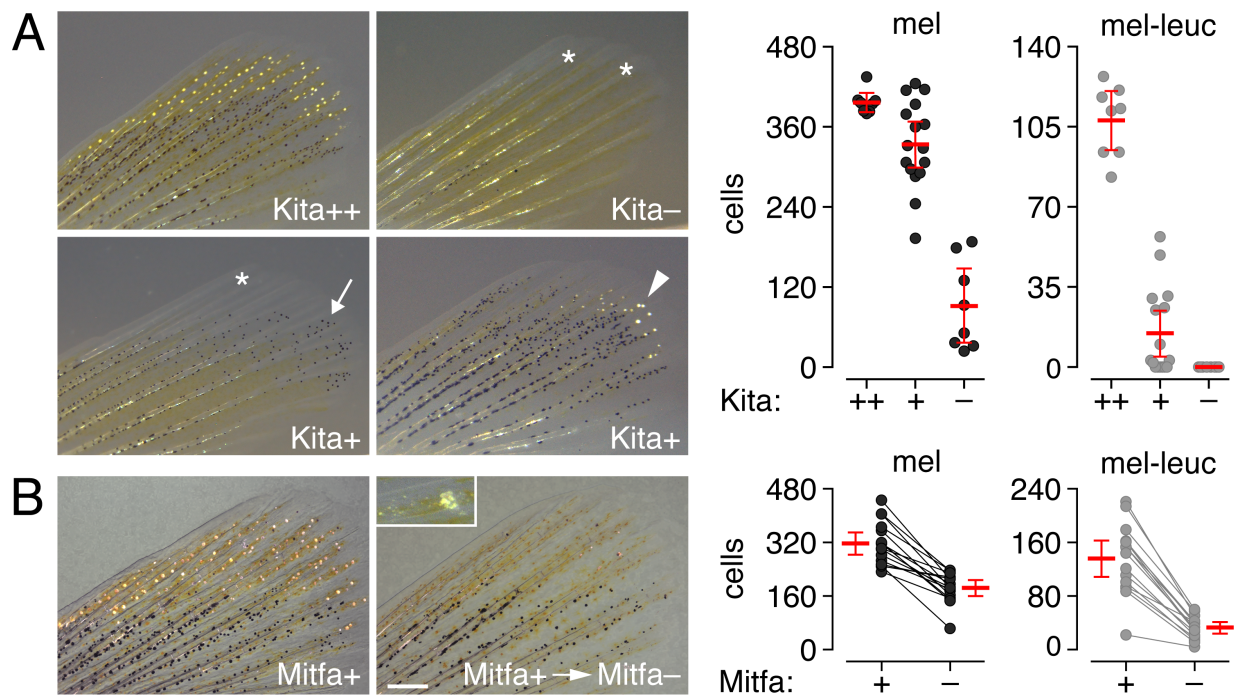 A
Kita++
*
*
Kita–
*
Kita+
Kita+
mel
480
360
240
120
0
cells
Kita:
++
+
–
mel-leuc
140
105
70
35
0
++
+
–
B
Mitfa+
Mitfa+ → Mitfa–
mel
480
320
160
0
cells
Mitfa:
+
–
mel-leuc
240
160
80
0
+
–